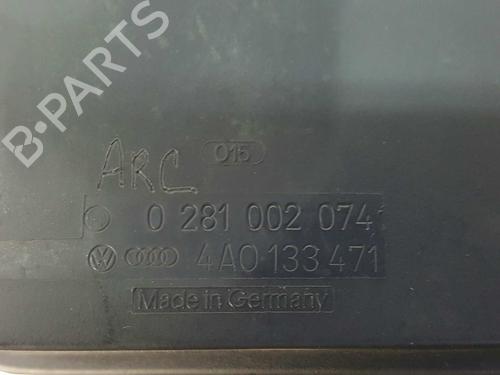 B-PARTS
ARC 015
0 281 002 074
4A0 133 471
Made in Germany